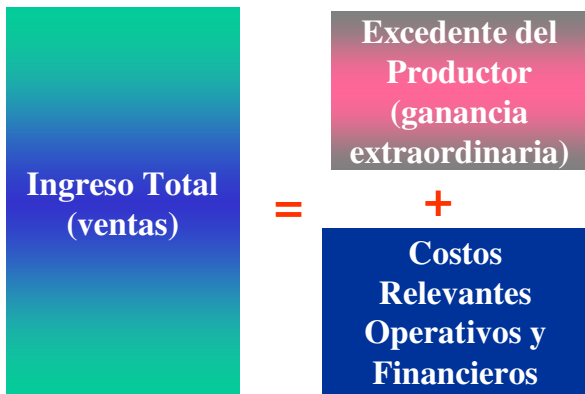 Ingreso Total
(ventas)
=
Excedente del
Productor
(ganancia
extraordinaria)
+
Costos
Relevantes
Operativos y
Financieros